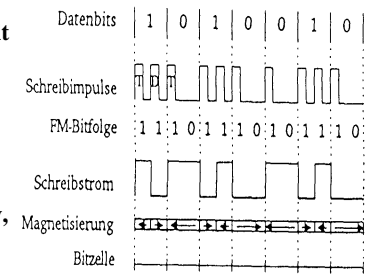 Datenbits 1 0 1 0 0 1 0
Schreibimpulse T D T
FM-Bitfolge 1 1 1 0 1 1 1 0 1 0 1 1 1 0
Schreibstrom
Magnetisierung
Bitzelle